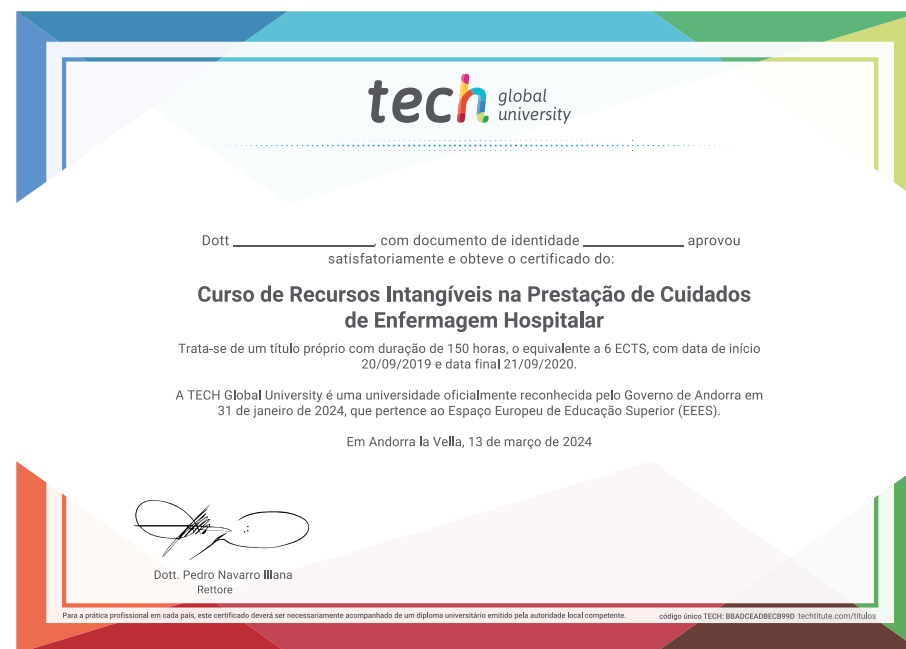 tech global university
Dott ____________________, com documento de identidade ______________ aprovou
satisfatoriamente e obteve o certificado do:
Curso de Recursos Intangíveis na Prestação de Cuidados
de Enfermagem Hospitalar
Trata-se de um título próprio com duração de 150 horas, o equivalente a 6 ECTS, com data de início
20/09/2019 e data final 21/09/2020.
A TECH Global University é uma universidade oficialmente reconhecida pelo Governo de Andorra em
31 de janeiro de 2024, que pertence ao Espaço Europeu de Educação Superior (EEES).
Em Andorra la Vella, 13 de março de 2024
Dott. Pedro Navarro Illana
Rettore
Para a prática profissional em cada país, este certificado deverá ser necessariamente acompanhado de um diploma universitário emitido pela autoridade local competente.
código único TECH: BBADCEADBECB99D techtitute.com/titulos